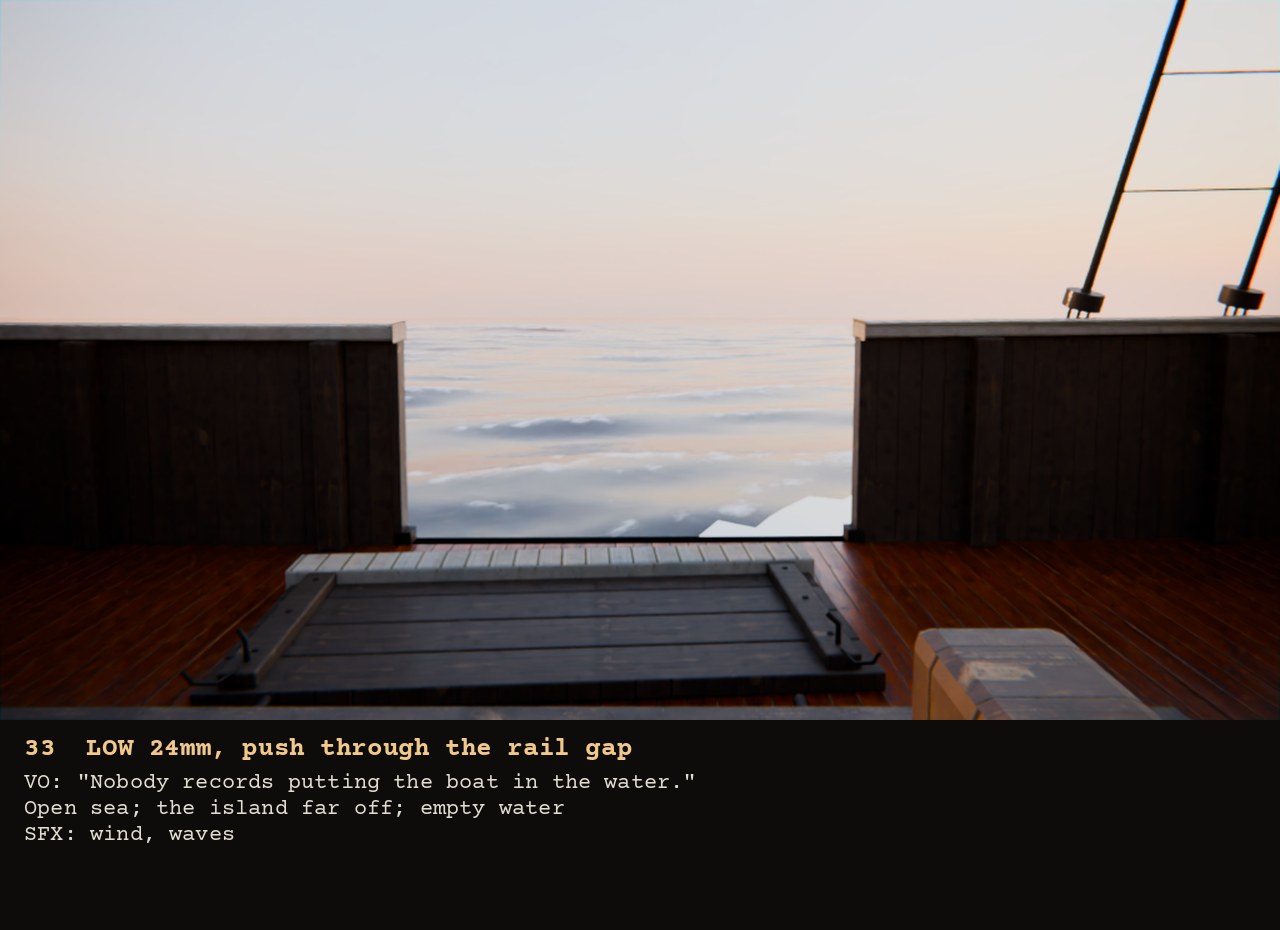 33  LOW 24mm, push through the rail gap
VO: "Nobody records putting the boat in the water."
Open sea; the island far off; empty water
SFX: wind, waves